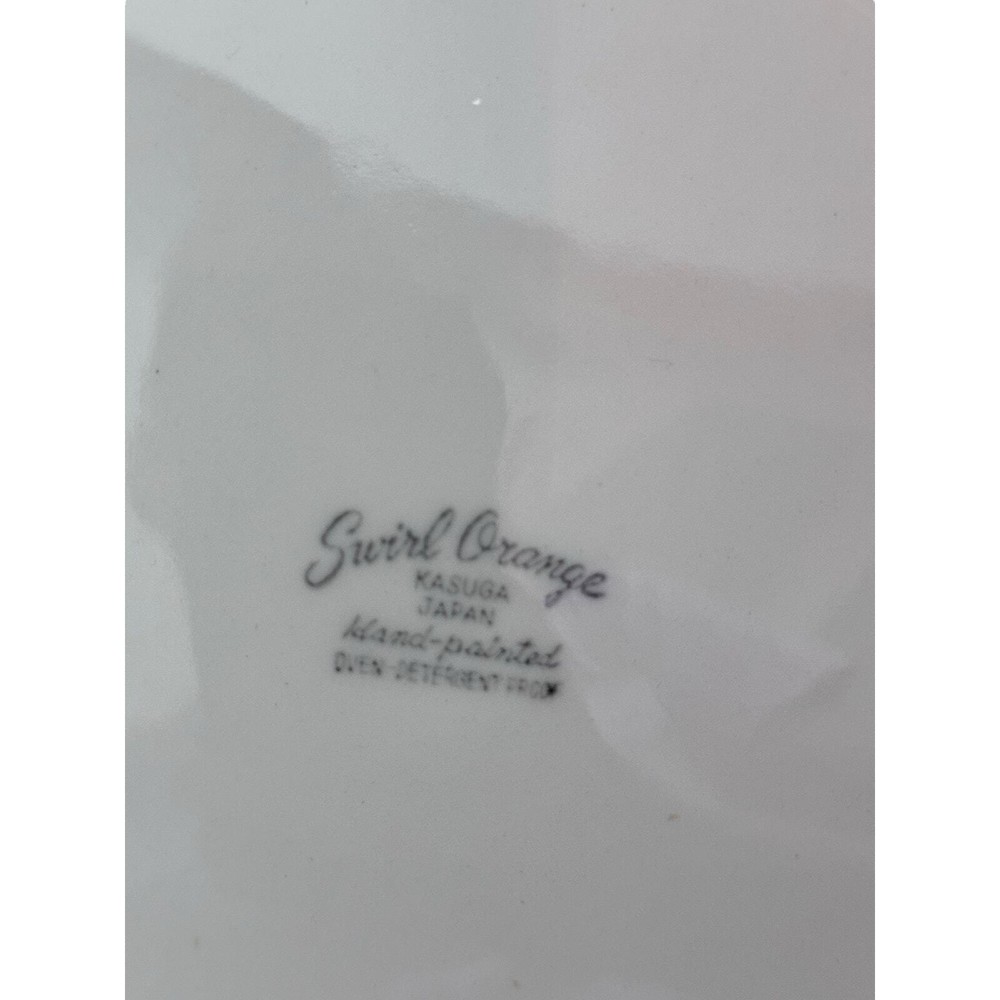 Swirl Orange
KASUGA
JAPAN
Hand-painted
OVEN-DETERGENT PROOF